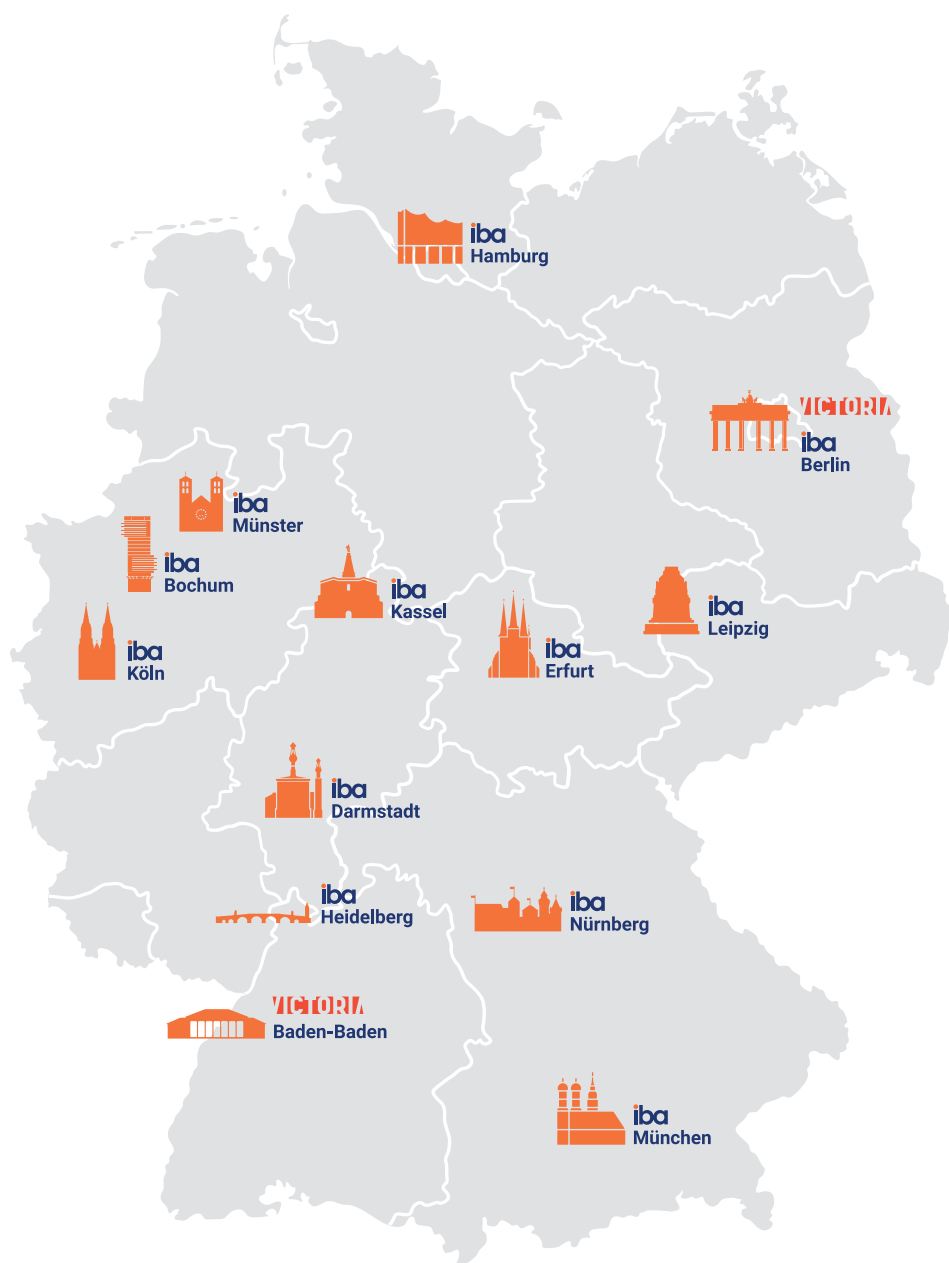 iba
Hamburg
VICTORIA
iba
Berlin
iba
Münster
iba
Bochum
iba
Kassel
iba
Leipzig
iba
Köln
iba
Erfurt
iba
Darmstadt
iba
Heidelberg
iba
Nürnberg
VICTORIA
Baden-Baden
iba
München